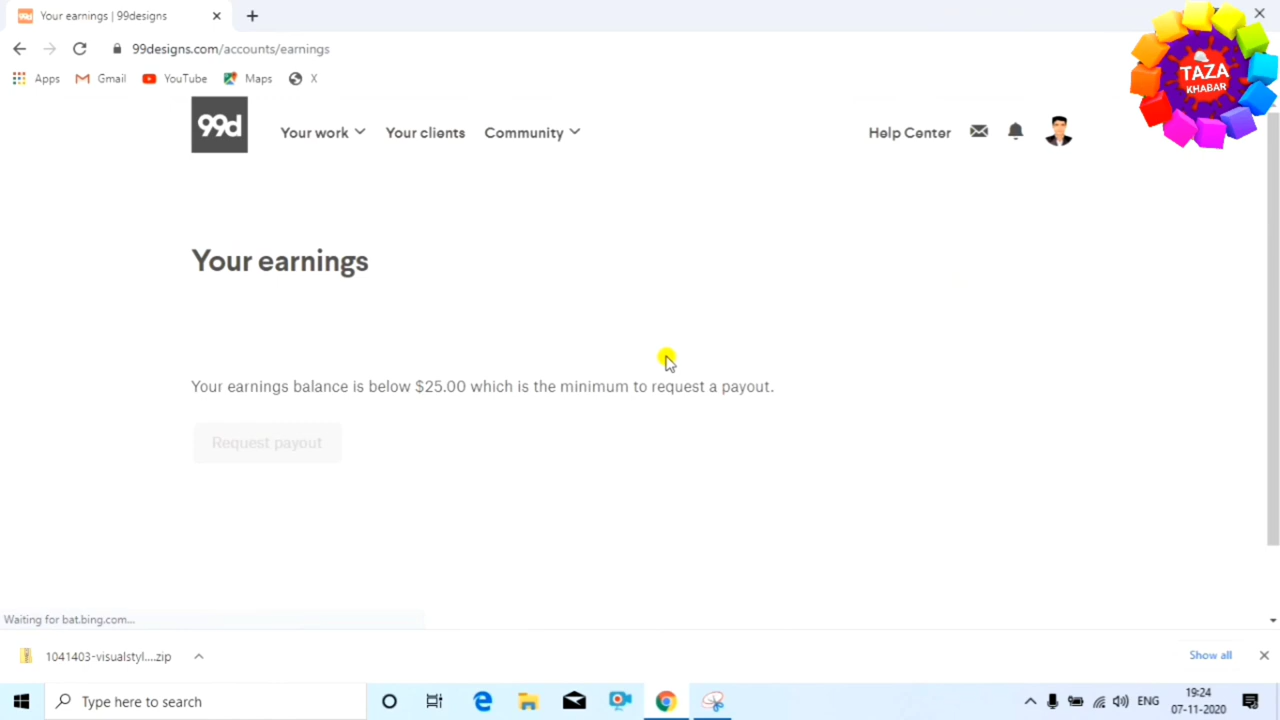 Your earnings | 99designs
99designs.com/accounts/earnings
Apps Gmail YouTube Maps X
TAZA
KHABAR
99d Your work Your clients Community Help Center
Your earnings
Your earnings balance is below $25.00 which is the minimum to request a payout.
Request payout
Waiting for bat.bing.com...
1041403-visualstyl....zip Show all
Type here to search ENG 19:24
07-11-2020